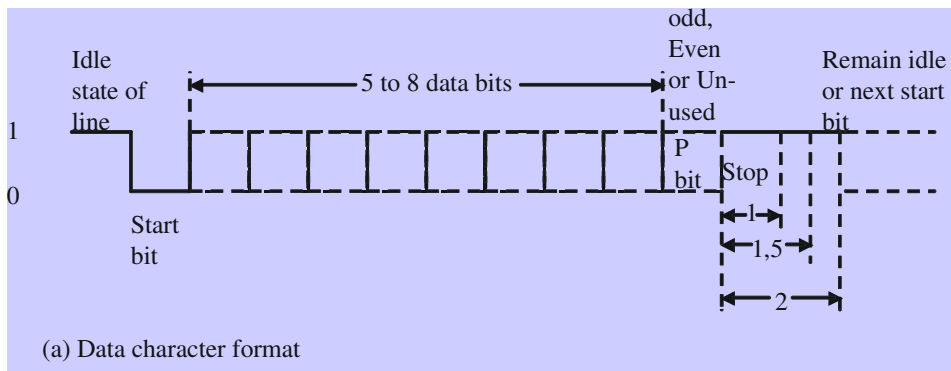 Idle
state of
line
5 to 8 data bits
odd,
Even
or Un-
used
Remain idle
or next start
bit
1
0
P
bit
Stop
Start
bit
1
1,5
2
(a) Data character format